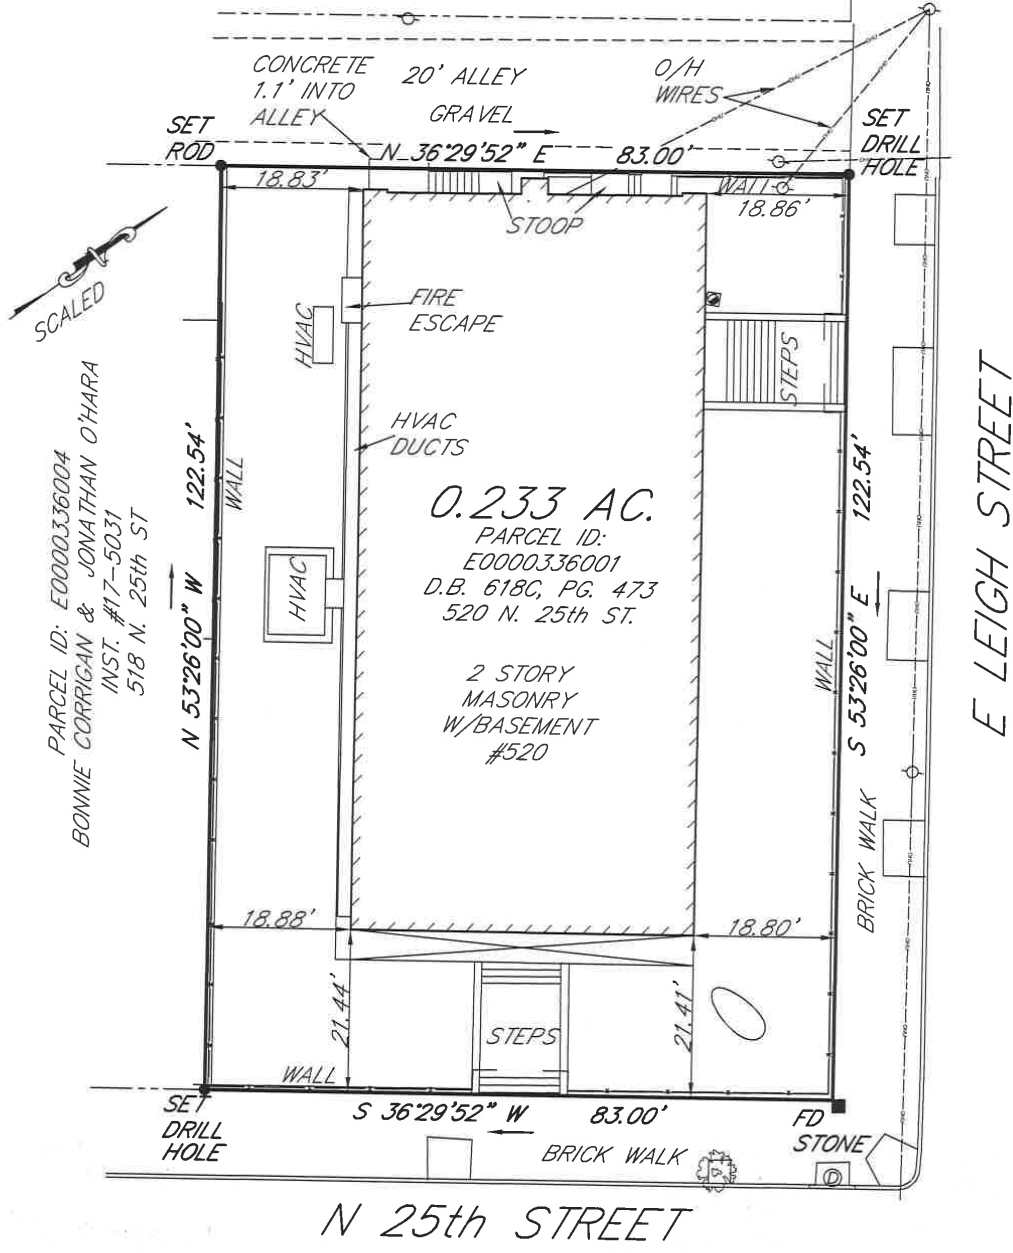 CONCRETE
1.1' INTO
ALLEY
20' ALLEY
GRAVEL
O/H
WIRES
SET
ROD
SET
DRILL
HOLE
N 36°29'52" E 83.00'
18.83'
WALL
18.86'
STOOP
SCALED
FIRE
ESCAPE
HVAC
STEPS
HVAC
DUCTS
WALL
N 53°26'00" W 122.54'
PARCEL ID: E0000336004
BONNIE CORRIGAN & JONATHAN O'HARA
INST. #17-5031
518 N. 25th ST
0.233 AC.
PARCEL ID:
E0000336001
D.B. 618C, PG. 473
520 N. 25th ST.
HVAC
2 STORY
MASONRY
W/BASEMENT
#520
WALL
S 53°26'00" E 122.54'
E LEIGH STREET
BRICK WALK
18.88'
18.80'
21.44'
21.41'
STEPS
WALL
SET
DRILL
HOLE
S 36°29'52" W 83.00'
FD
STONE
BRICK WALK
D
N 25th STREET